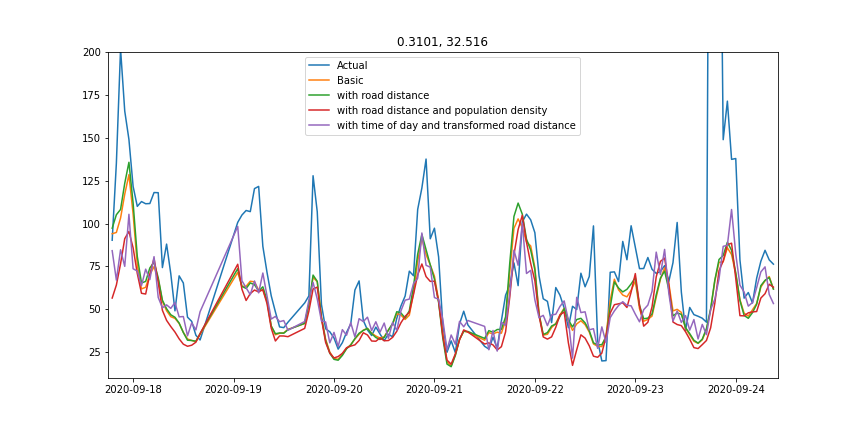 0.3101, 32.516
Actual
Basic
with road distance
with road distance and population density
with time of day and transformed road distance
200
175
150
125
100
75
50
25
2020-09-18 2020-09-19 2020-09-20 2020-09-21 2020-09-22 2020-09-23 2020-09-24